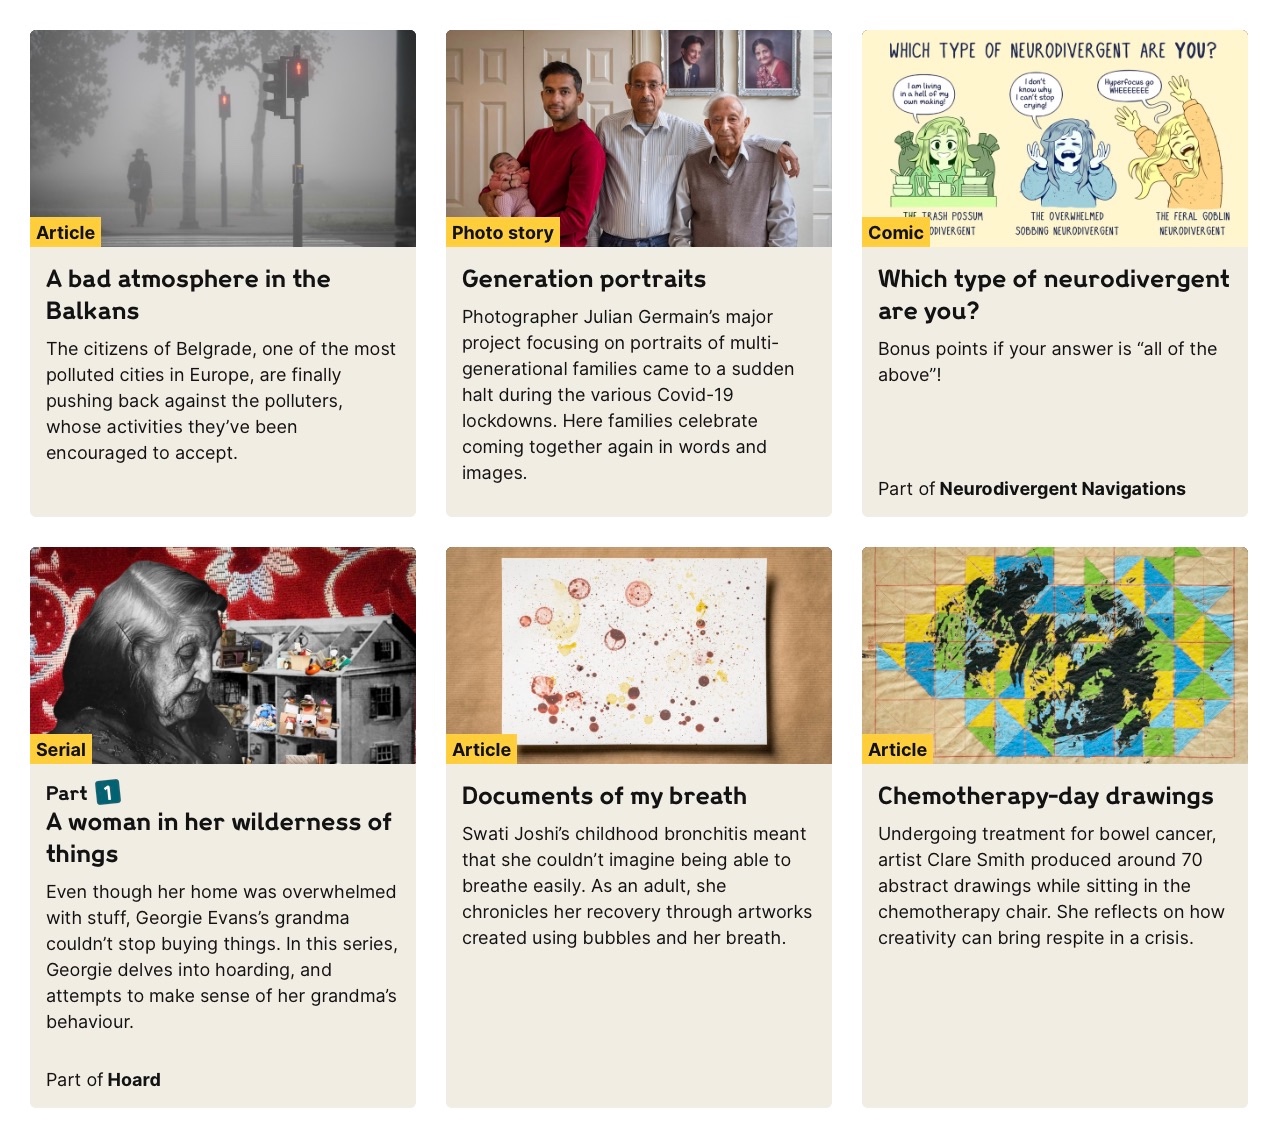 Article
A bad atmosphere in the
Balkans
The citizens of Belgrade, one of the most
polluted cities in Europe, are finally
pushing back against the polluters,
whose activities they’ve been
encouraged to accept.
Photo story
Generation portraits
Photographer Julian Germain’s major
project focusing on portraits of multi-
generational families came to a sudden
halt during the various Covid-19
lockdowns. Here families celebrate
coming together again in words and
images.
WHICH TYPE OF NEURODIVERGENT ARE YOU?
I am living
in a hell of my
own making!
I don't
know why
I can't stop
crying!
Hyperfocus go
WHEEEEEEE
THE TRASH POSSUM
THE OVERWHELMED
SOBBING NEURODIVERGENT
THE FERAL GOBLIN
NEURODIVERGENT
Comic
Which type of neurodivergent
are you?
Bonus points if your answer is “all of the
above”!
Part of Neurodivergent Navigations
Serial
Part 1
A woman in her wilderness of
things
Even though her home was overwhelmed
with stuff, Georgie Evans’s grandma
couldn’t stop buying things. In this series,
Georgie delves into hoarding, and
attempts to make sense of her grandma’s
behaviour.
Part of Hoard
Article
Documents of my breath
Swati Joshi’s childhood bronchitis meant
that she couldn’t imagine being able to
breathe easily. As an adult, she
chronicles her recovery through artworks
created using bubbles and her breath.
Article
Chemotherapy-day drawings
Undergoing treatment for bowel cancer,
artist Clare Smith produced around 70
abstract drawings while sitting in the
chemotherapy chair. She reflects on how
creativity can bring respite in a crisis.